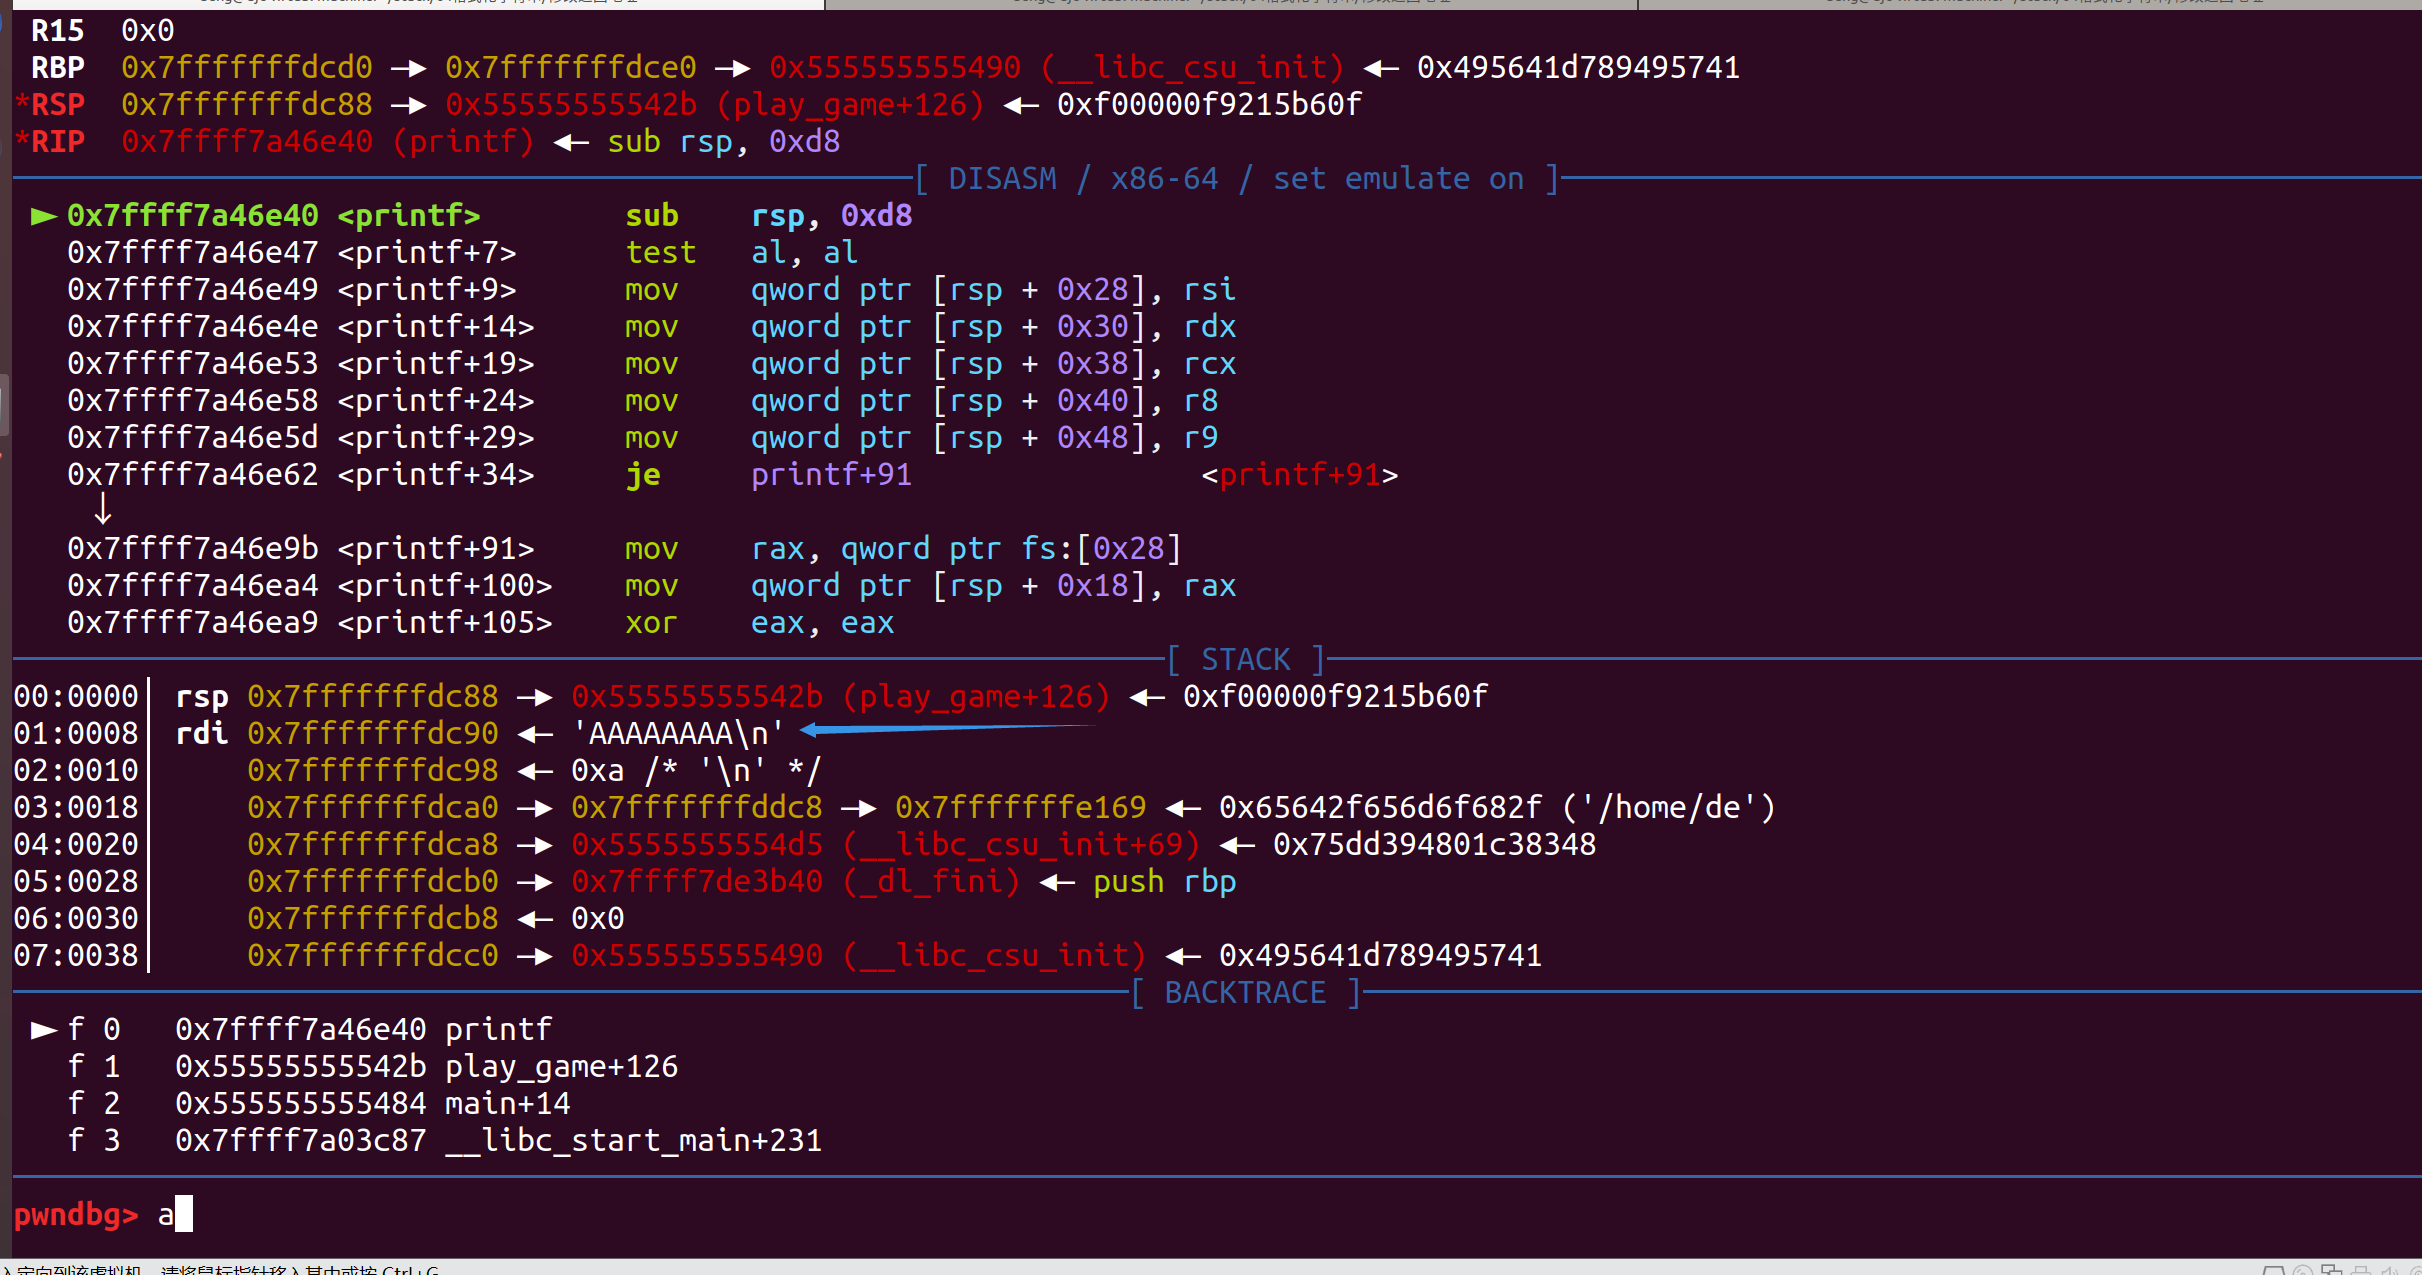 R15 0x0
RBP 0x7fffffffdcd0 —▸ 0x7fffffffdce0 —▸ 0x555555555490 (__libc_csu_init) ◂— 0x495641d789495741
*RSP 0x7fffffffdc88 —▸ 0x55555555542b (play_game+126) ◂— 0xf00000f9215b60f
*RIP 0x7ffff7a46e40 (printf) ◂— sub rsp, 0xd8
[ DISASM / x86-64 / set emulate on ]
► 0x7ffff7a46e40 <printf> sub rsp, 0xd8
0x7ffff7a46e47 <printf+7> test al, al
0x7ffff7a46e49 <printf+9> mov qword ptr [rsp + 0x28], rsi
0x7ffff7a46e4e <printf+14> mov qword ptr [rsp + 0x30], rdx
0x7ffff7a46e53 <printf+19> mov qword ptr [rsp + 0x38], rcx
0x7ffff7a46e58 <printf+24> mov qword ptr [rsp + 0x40], r8
0x7ffff7a46e5d <printf+29> mov qword ptr [rsp + 0x48], r9
0x7ffff7a46e62 <printf+34> je printf+91 <printf+91>
↓
0x7ffff7a46e9b <printf+91> mov rax, qword ptr fs:[0x28]
0x7ffff7a46ea4 <printf+100> mov qword ptr [rsp + 0x18], rax
0x7ffff7a46ea9 <printf+105> xor eax, eax
[ STACK ]
00:0000│ rsp 0x7fffffffdc88 —▸ 0x55555555542b (play_game+126) ◂— 0xf00000f9215b60f
01:0008│ rdi 0x7fffffffdc90 ◂— 'AAAAAAAA\n'
02:0010│ 0x7fffffffdc98 ◂— 0xa /* '\n' */
03:0018│ 0x7fffffffdca0 —▸ 0x7fffffffddc8 —▸ 0x7fffffffe169 ◂— 0x65642f656d6f682f ('/home/de')
04:0020│ 0x7fffffffdca8 —▸ 0x5555555554d5 (__libc_csu_init+69) ◂— 0x75dd394801c38348
05:0028│ 0x7fffffffdcb0 —▸ 0x7ffff7de3b40 (_dl_fini) ◂— push rbp
06:0030│ 0x7fffffffdcb8 ◂— 0x0
07:0038│ 0x7fffffffdcc0 —▸ 0x555555555490 (__libc_csu_init) ◂— 0x495641d789495741
[ BACKTRACE ]
► f 0 0x7ffff7a46e40 printf
f 1 0x55555555542b play_game+126
f 2 0x555555555484 main+14
f 3 0x7ffff7a03c87 __libc_start_main+231
pwndbg> a